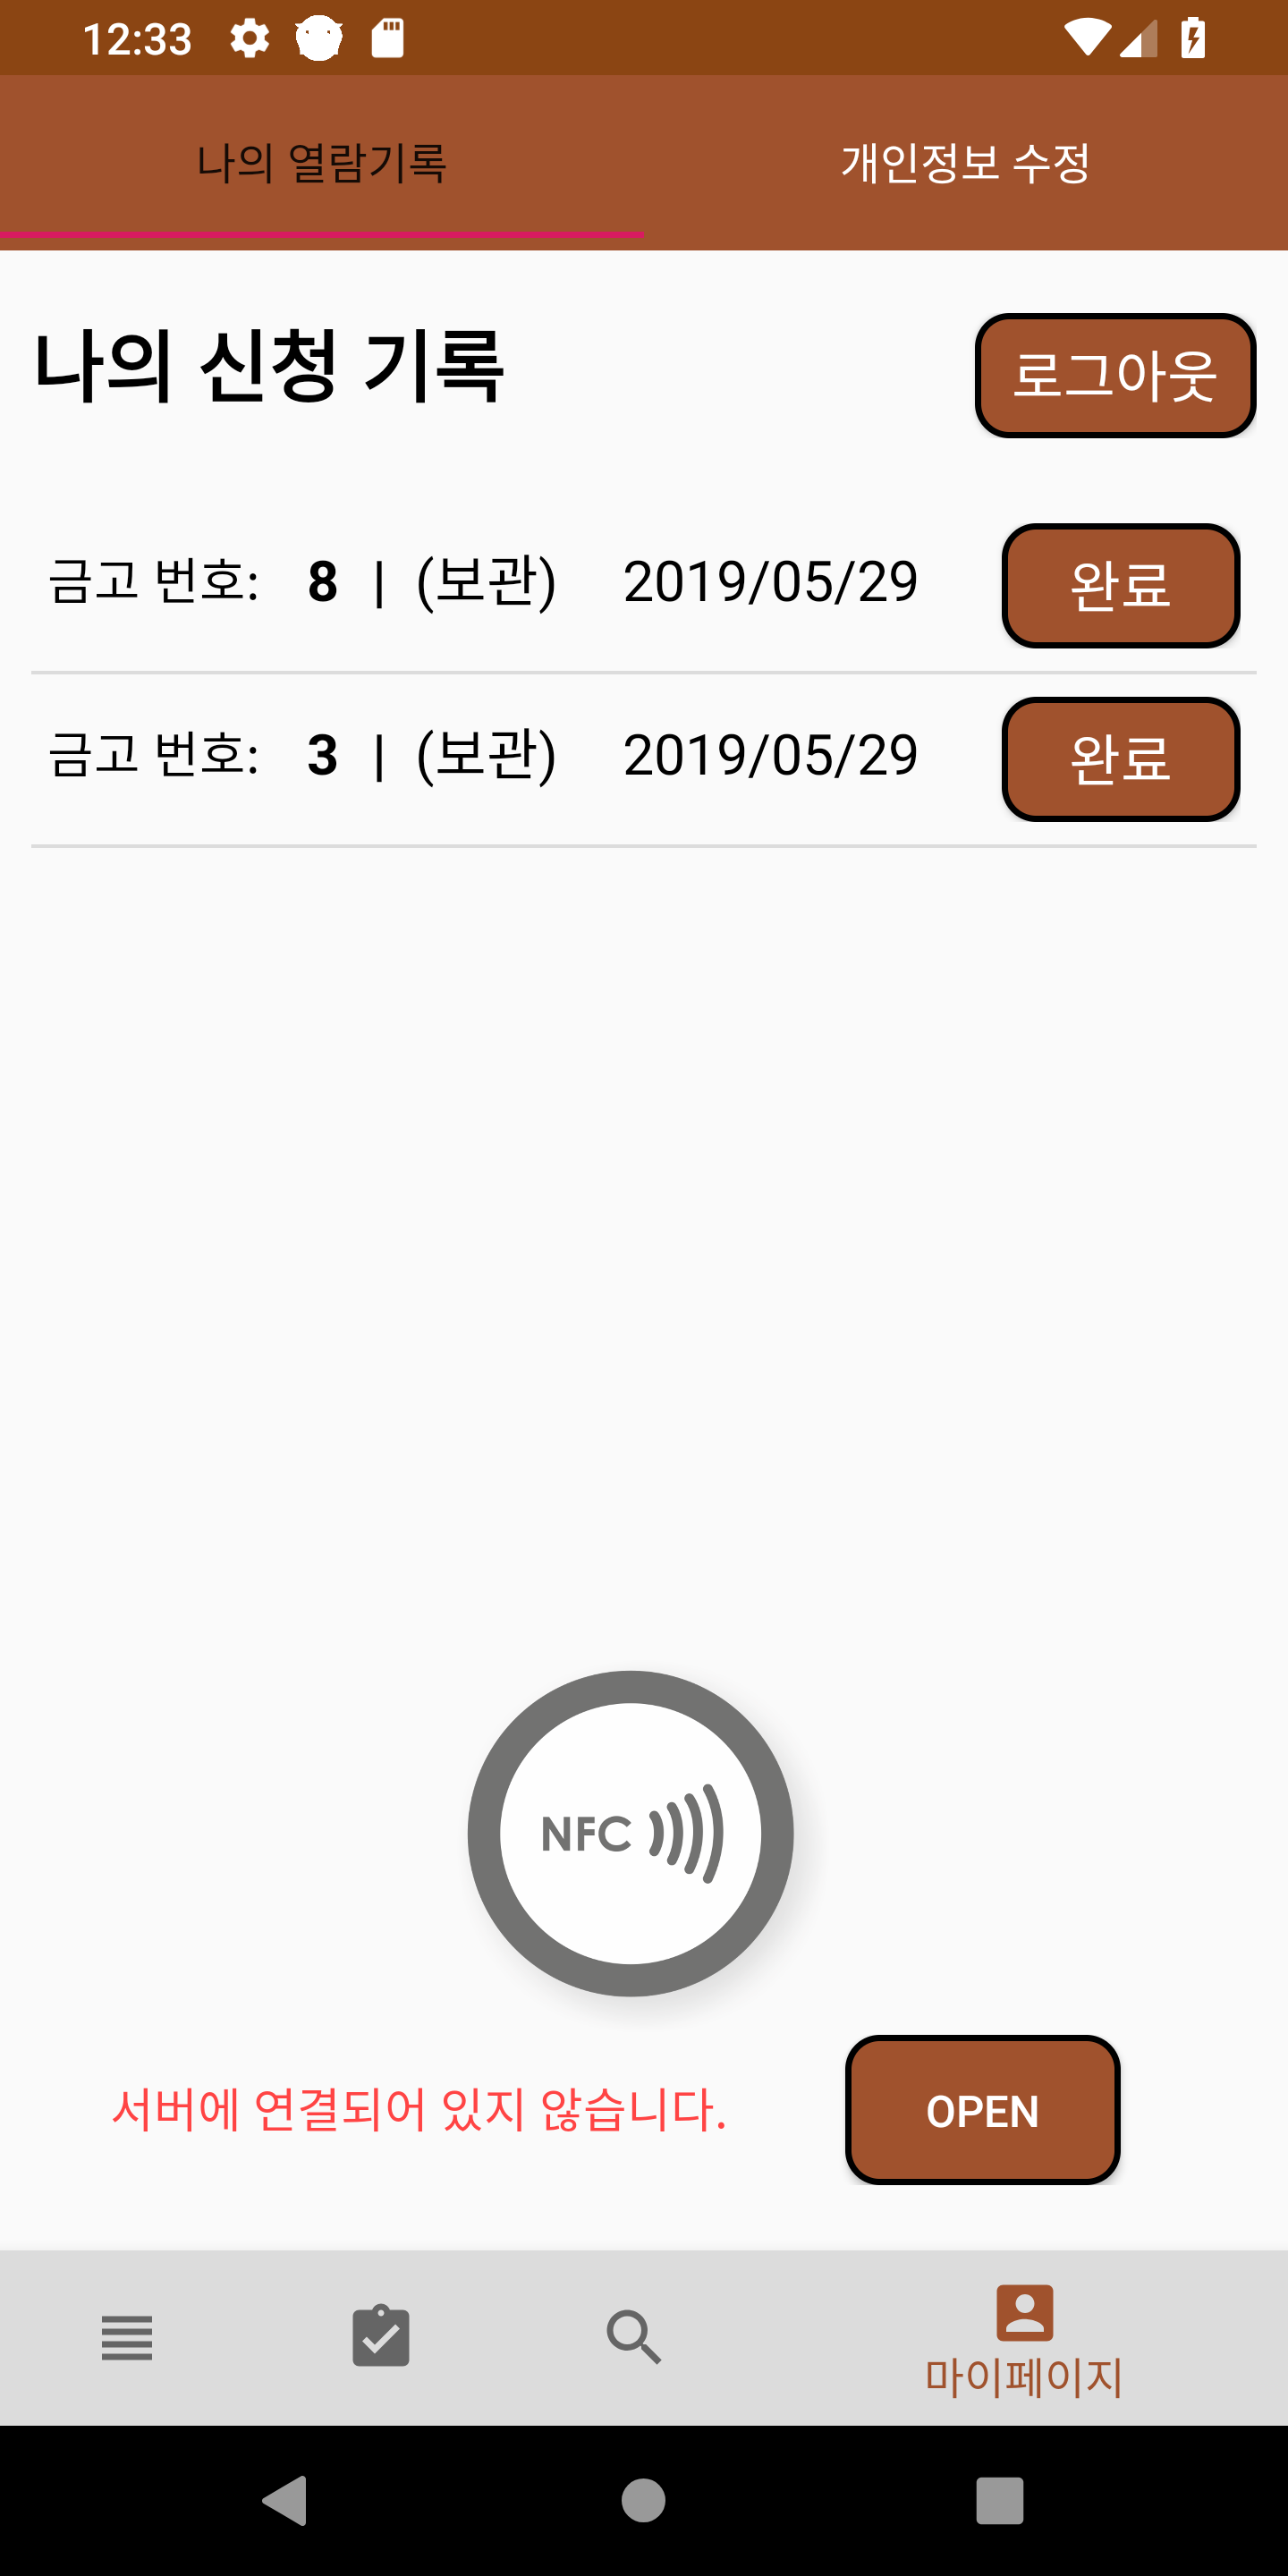 12:33
나의 열람기록
개인정보 수정
나의 신청 기록
로그아웃
금고 번호: 8 | (보관) 2019/05/29 완료
금고 번호: 3 | (보관) 2019/05/29 완료
NFC
서버에 연결되어 있지 않습니다.
OPEN
마이페이지